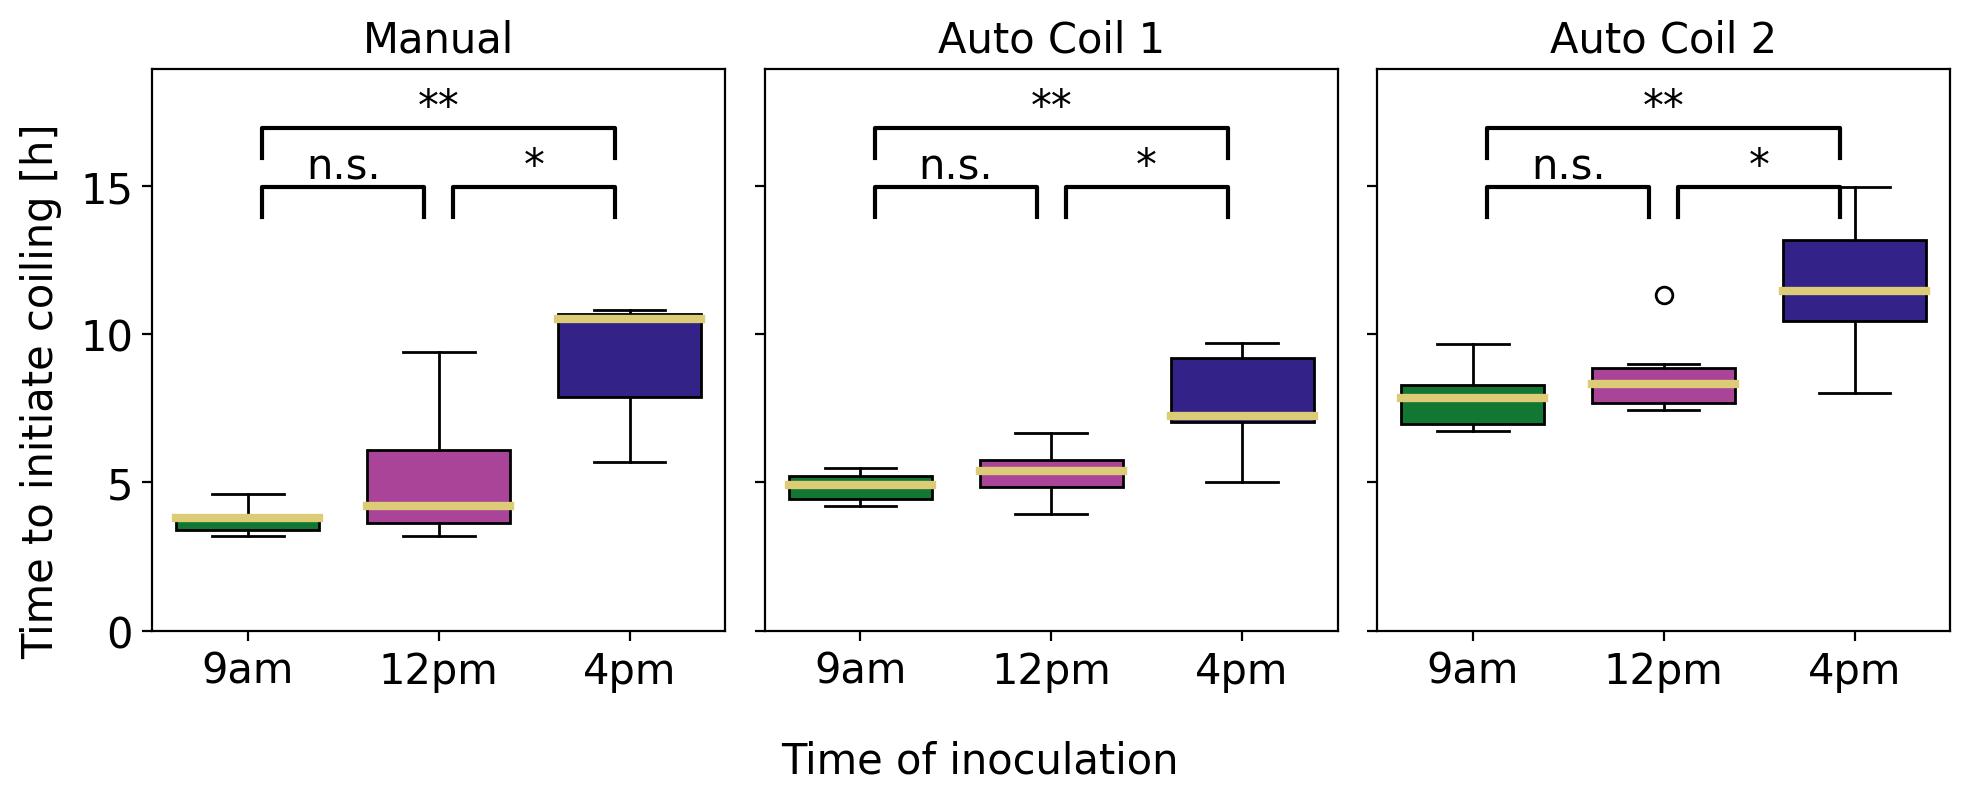 Manual
Auto Coil 1
Auto Coil 2
Time to initiate coiling [h]
15
10
5
0
**
n.s.
*
**
n.s.
*
**
n.s.
*
9am 12pm 4pm
9am 12pm 4pm
9am 12pm 4pm
Time of inoculation